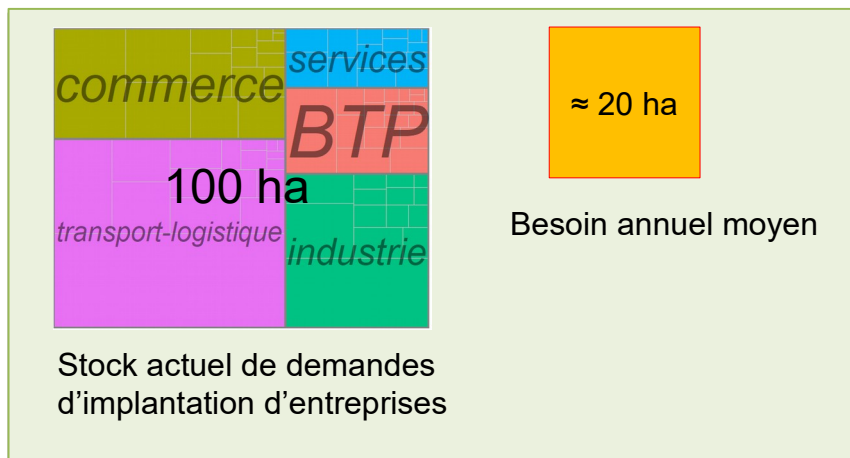 commerce
services
BTP
100 ha
transport-logistique
industrie
Stock actuel de demandes
d’implantation d’entreprises
≈ 20 ha
Besoin annuel moyen